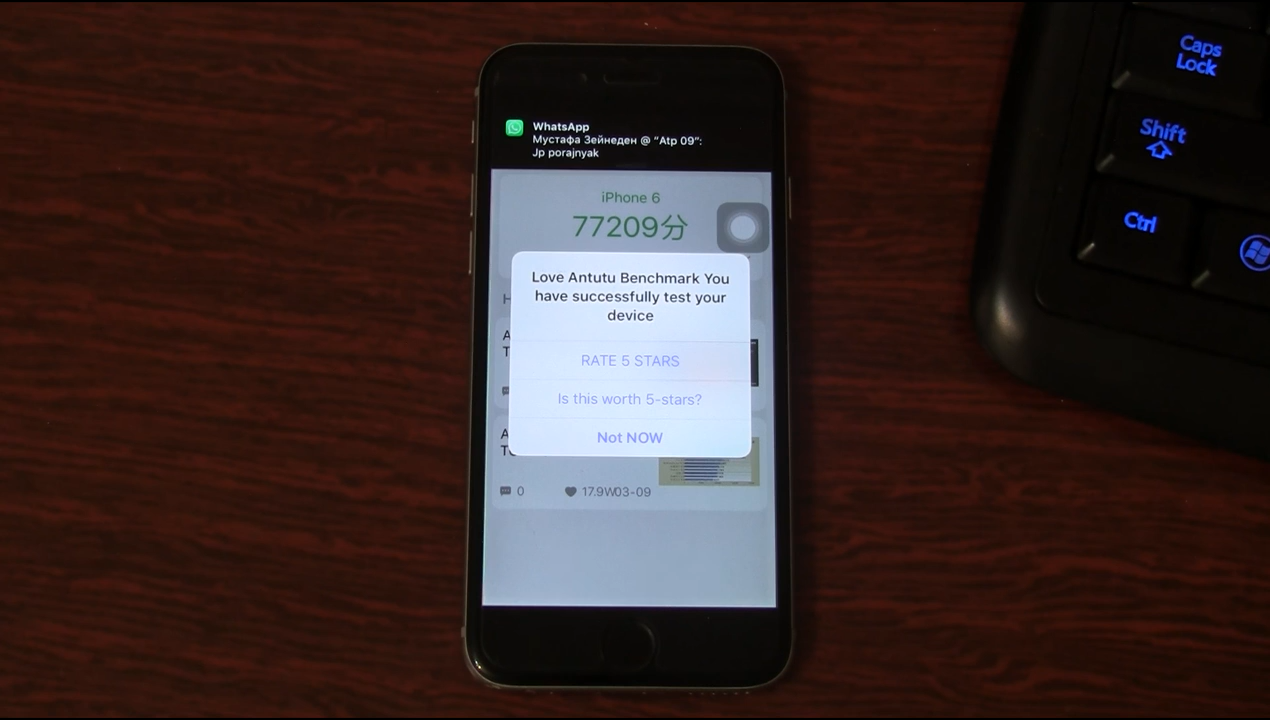 WhatsApp
Мустафа Зейнеден @ “Atp 09”:
Jp porajnyak
iPhone 6
77209分
Love Antutu Benchmark You
have successfully test your
device
RATE 5 STARS
Is this worth 5-stars?
Not NOW
0 17.9W03-09
Caps
Lock
Shift
Ctrl